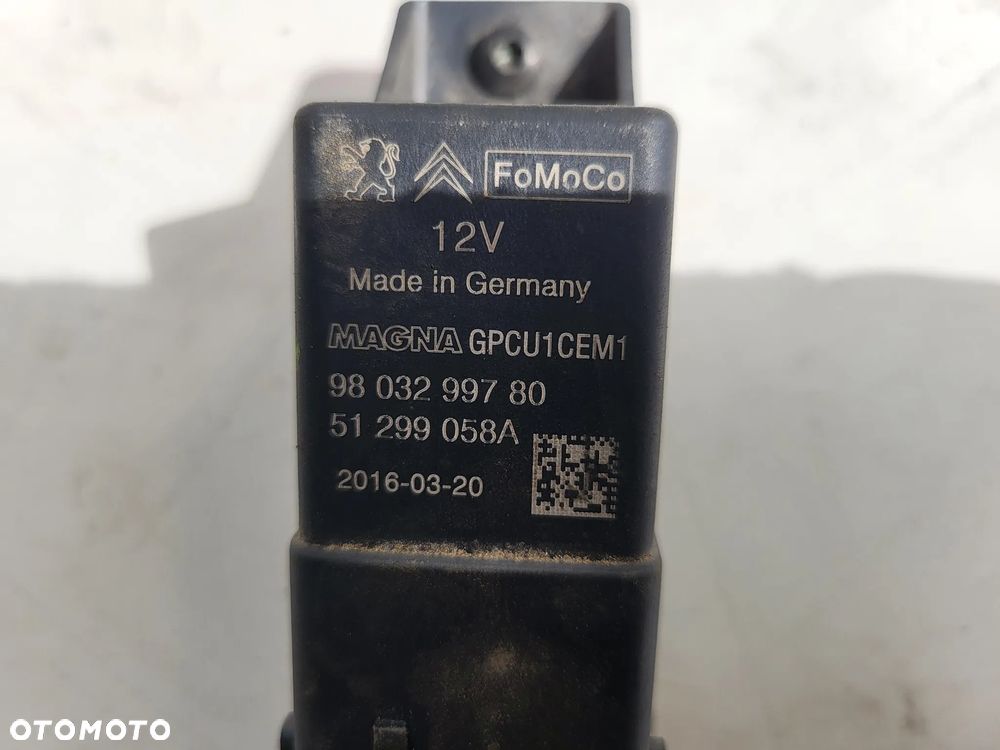 FoMoCo
12V
Made in Germany
MAGNA GPCU1CEM1
98 032 997 80
51 299 058A
2016-03-20
OTOMOTO